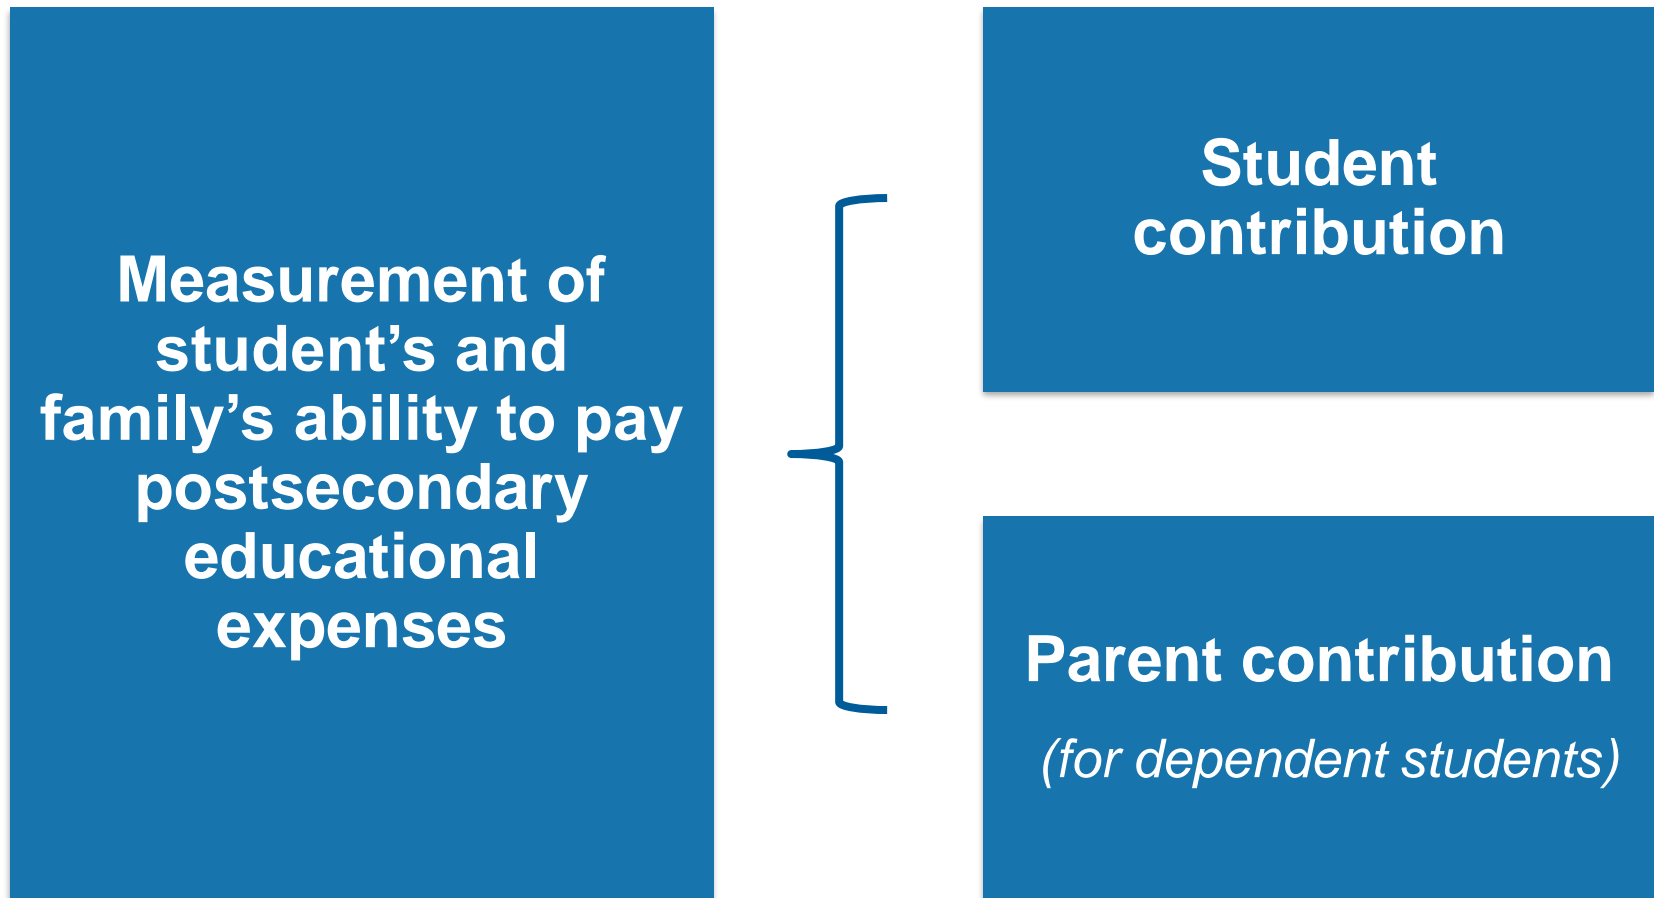 Measurement of
student’s and
family’s ability to pay
postsecondary
educational
expenses
Student
contribution
Parent contribution
(for dependent students)